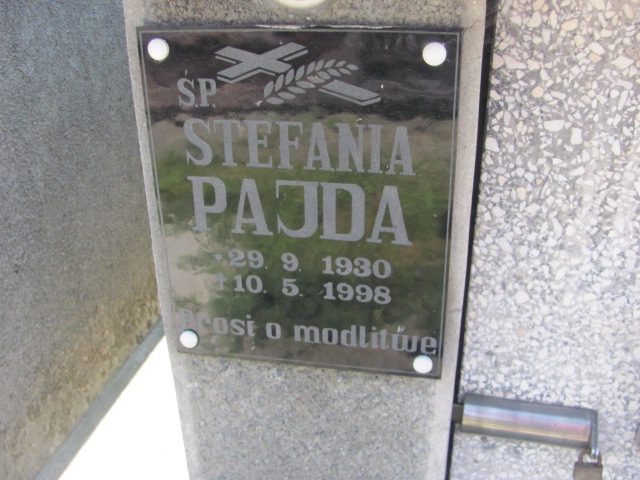 Ś.P.
STEFANIA
PAJDA
* 29. 9. 1930
† 10. 5. 1998
Prosi o modlitwę